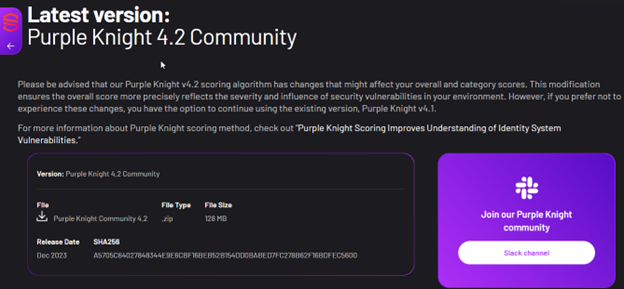 Latest version:
Purple Knight 4.2 Community
Please be advised that our Purple Knight v4.2 scoring algorithm has changes that might affect your overall and category scores. This modification
ensures the overall score more precisely reflects the severity and influence of security vulnerabilities in your environment. However, if you prefer not to
experience these changes, you have the option to continue using the existing version, Purple Knight v4.1.
For more information about Purple Knight scoring method, check out "Purple Knight Scoring Improves Understanding of Identity System
Vulnerabilities."
Version: Purple Knight 4.2 Community
File File Type File Size
Purple Knight Community 4.2 .zip 128 MB
Release Date SHA256
Dec 2023
Join our Purple Knight
community
Slack channel